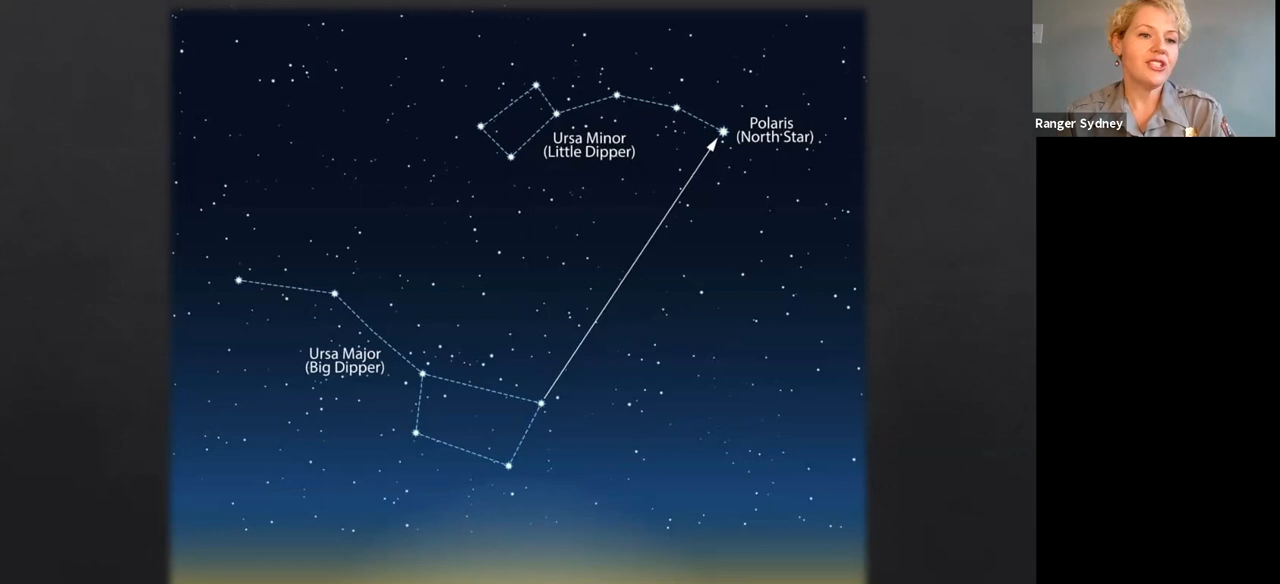 Ursa Minor
(Little Dipper)
Polaris
(North Star)
Ursa Major
(Big Dipper)
Ranger Sydney